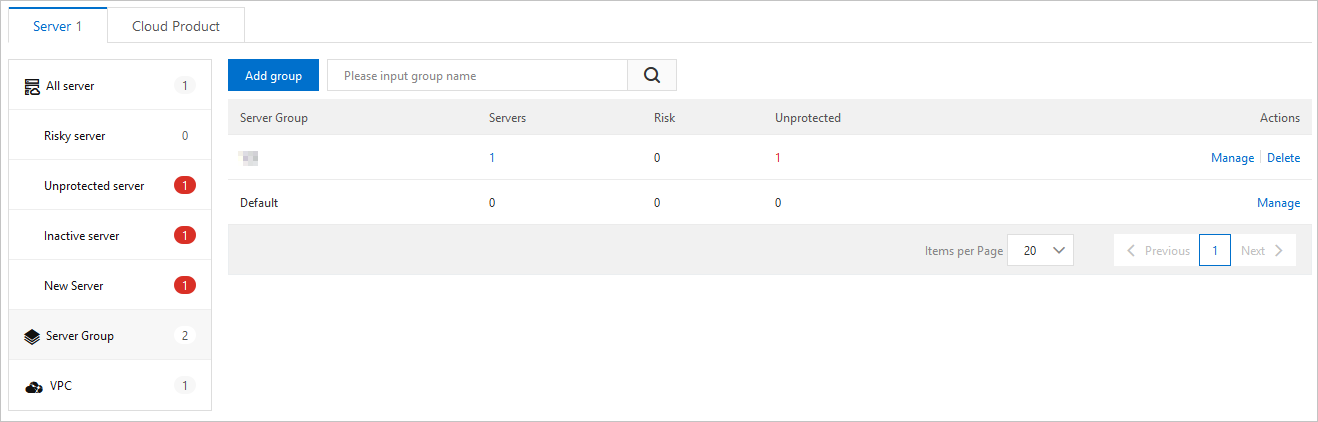 Server 1
Cloud Product
All server 1
Risky server 0
Unprotected server 1
Inactive server 1
New Server 1
Server Group 2
VPC 1
Add group
Please input group name
Server Group Servers Risk Unprotected Actions
1 0 1 Manage Delete
Default 0 0 0 Manage
Items per Page 20 Previous 1 Next